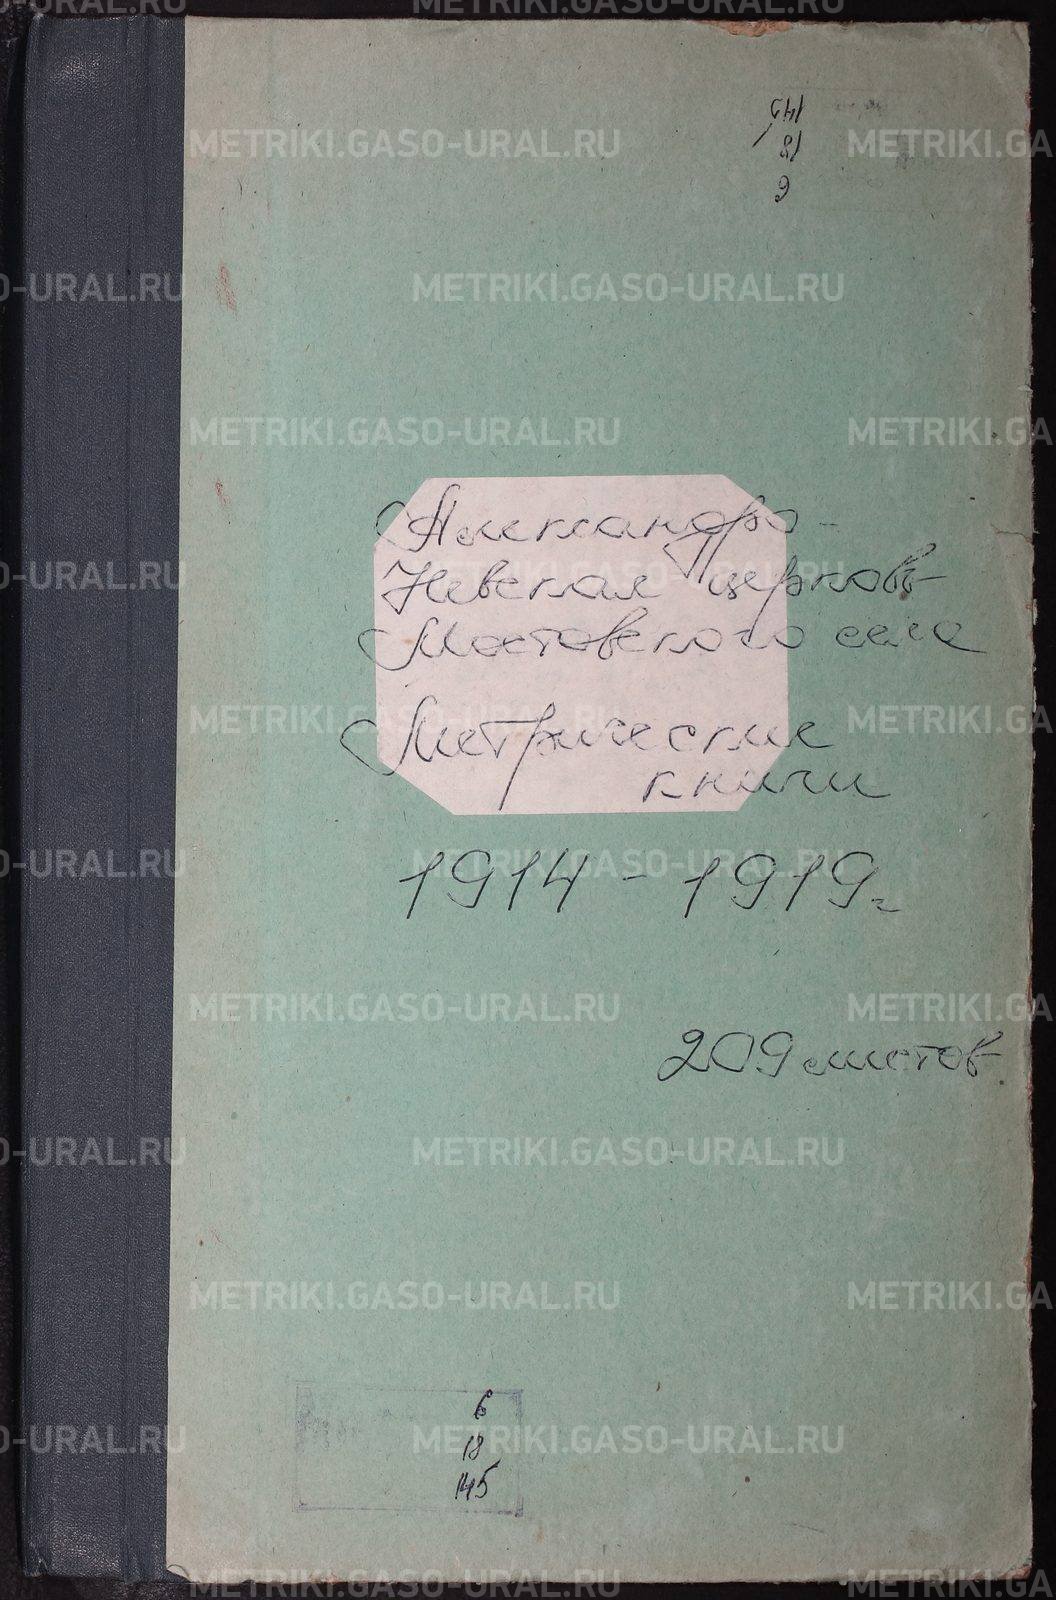 145
18
6
Александро-
Невская церковь
Мостовского села
Метрические
книги
1914-1919г
209 листов
6
18
145
METRIKI.GASO-URAL.RU